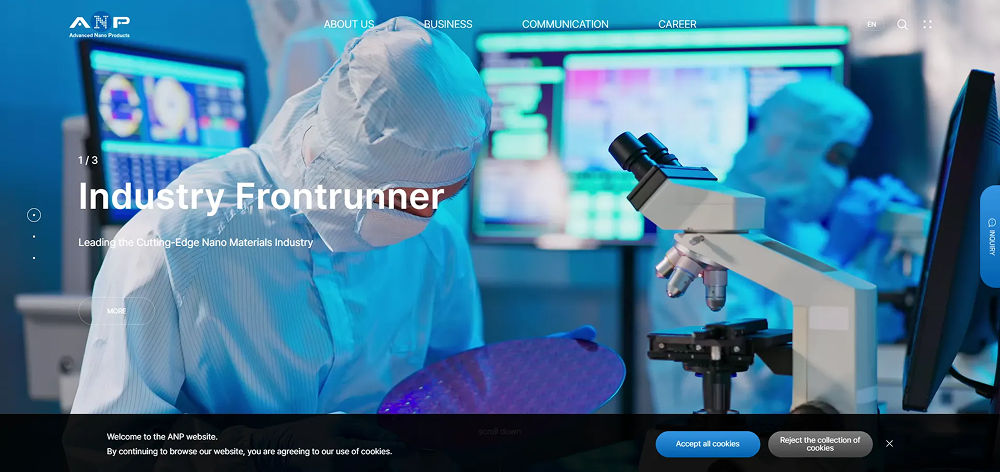 ANP
Advanced Nano Products
ABOUT US
BUSINESS
COMMUNICATION
CAREER
EN
1 / 3
Industry Frontrunner
Leading the Cutting-Edge Nano Materials Industry
MORE
INQUIRY
scroll down
Welcome to the ANP website.
By continuing to browse our website, you are agreeing to our use of cookies.
Accept all cookies
Reject the collection of
cookies